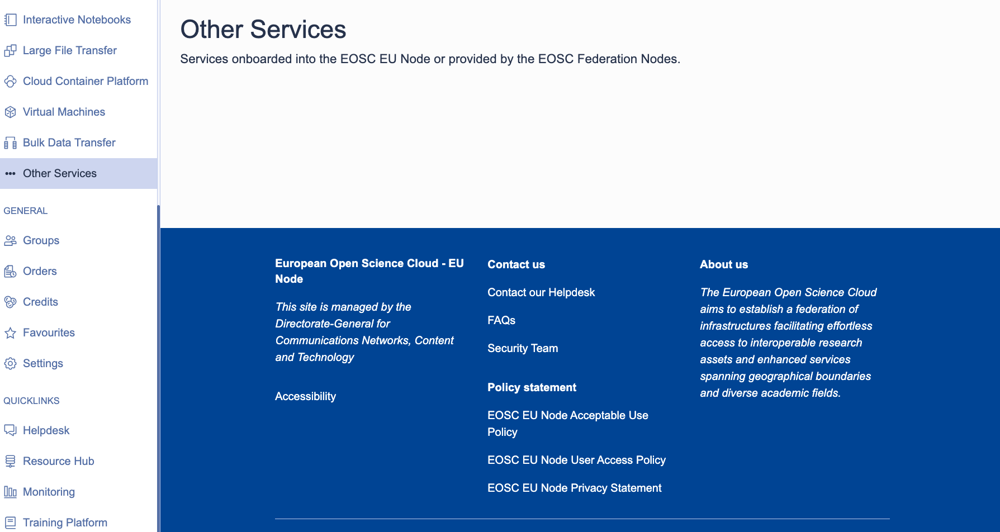 Interactive Notebooks
Large File Transfer
Cloud Container Platform
Virtual Machines
Bulk Data Transfer
Other Services
GENERAL
Groups
Orders
Credits
Favourites
Settings
QUICKLINKS
Helpdesk
Resource Hub
Monitoring
Training Platform
Other Services
Services onboarded into the EOSC EU Node or provided by the EOSC Federation Nodes.
European Open Science Cloud - EU
Node
This site is managed by the
Directorate-General for
Communications Networks, Content
and Technology
Accessibility
Contact us
Contact our Helpdesk
FAQs
Security Team
Policy statement
EOSC EU Node Acceptable Use
Policy
EOSC EU Node User Access Policy
EOSC EU Node Privacy Statement
About us
The European Open Science Cloud
aims to establish a federation of
infrastructures facilitating effortless
access to interoperable research
assets and enhanced services
spanning geographical boundaries
and diverse academic fields.